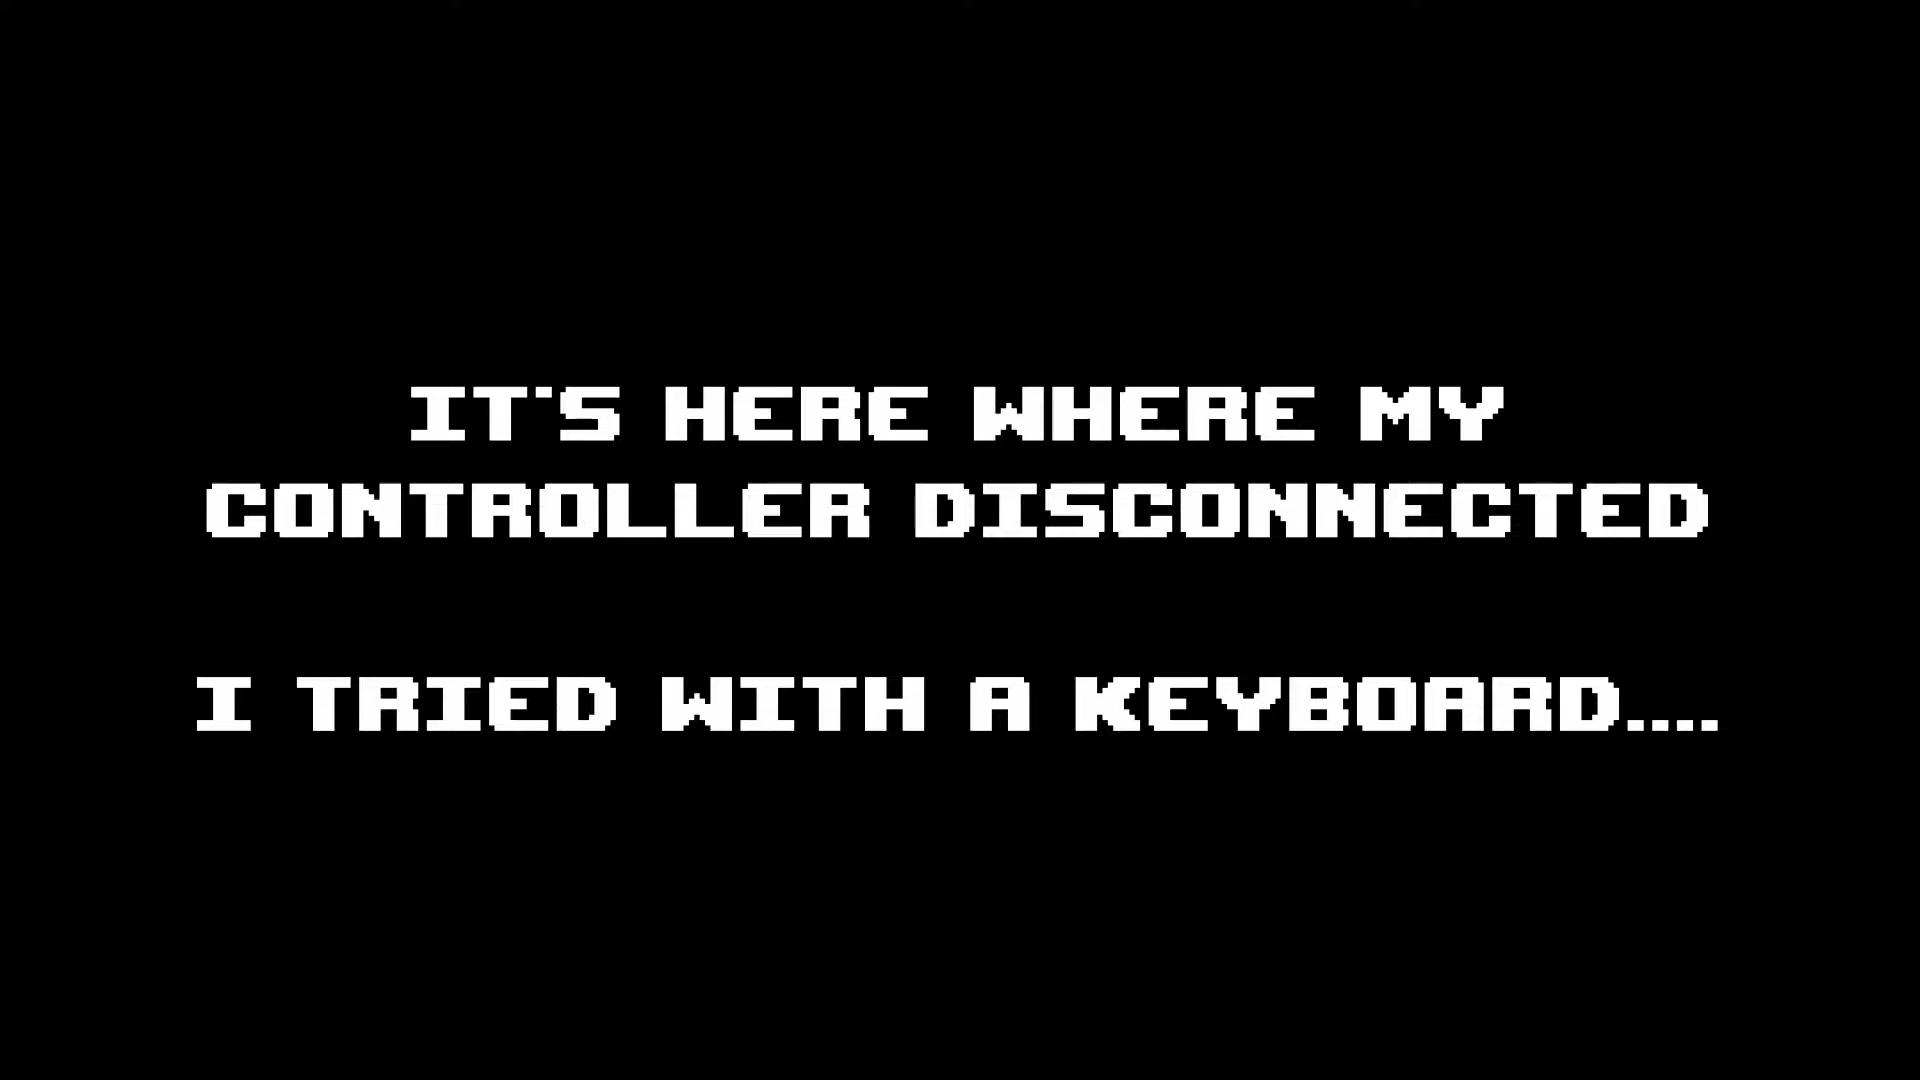 IT'S HERE WHERE MY
CONTROLLER DISCONNECTED
I TRIED WITH A KEYBOARD....